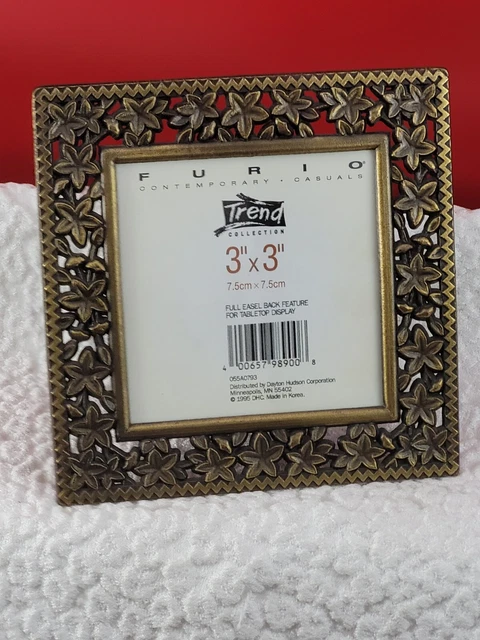 FURIO®
CONTEMPORARY • CASUALS
Trend
COLLECTION
3" x 3"
7.5cm × 7.5cm
FULL EASEL BACK FEATURE
FOR TABLETOP DISPLAY
4 00657 98900 8
055A0793
Distributed by Dayton Hudson Corporation
Minneapolis, MN 55402
© 1995 DHC. Made in Korea.